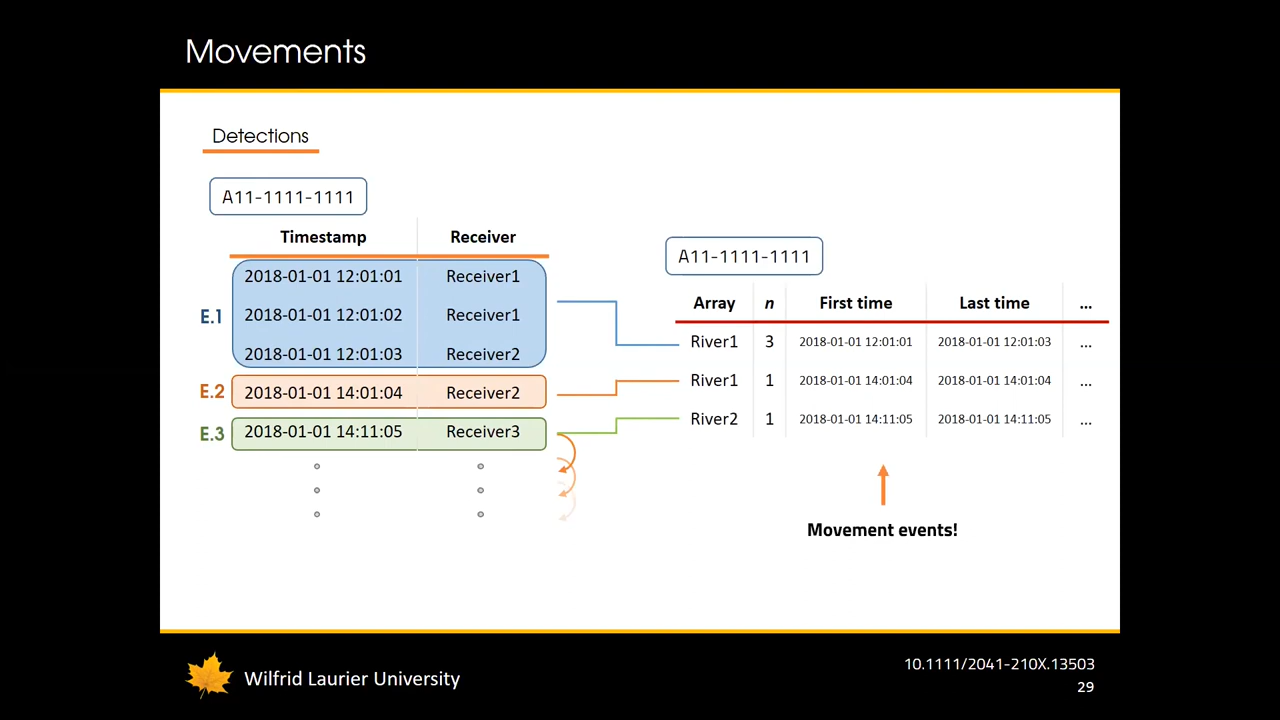 Movements
Detections
A11-1111-1111
Timestamp Receiver
E.1
2018-01-01 12:01:01 Receiver1
2018-01-01 12:01:02 Receiver1
2018-01-01 12:01:03 Receiver2
E.2 2018-01-01 14:01:04 Receiver2
E.3 2018-01-01 14:11:05 Receiver3
A11-1111-1111
Array n First time Last time ...
River1 3 2018-01-01 12:01:01 2018-01-01 12:01:03 ...
River1 1 2018-01-01 14:01:04 2018-01-01 14:01:04 ...
River2 1 2018-01-01 14:11:05 2018-01-01 14:11:05 ...
Movement events!
Wilfrid Laurier University
10.1111/2041-210X.13503
29